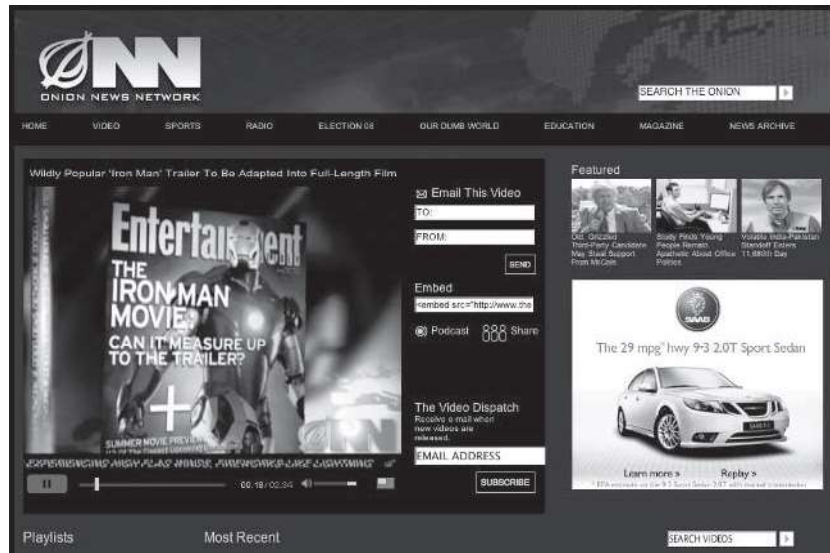 ONN
ONION NEWS NETWORK
SEARCH THE ONION
HOME VIDEO SPORTS RADIO ELECTION 08 OUR DUMB WORLD EDUCATION MAGAZINE NEWS ARCHIVE
Wildly Popular 'Iron Man' Trailer To Be Adapted Into Full-Length Film
Entertainment
THE
IRON MAN
MOVIE:
CAN IT MEASURE UP
TO THE TRAILER?
+
SUMMER MOVIE PREVIEW
ONN
EXPERIENCING HIGH FLAG WINDS, FIREWORKS-LIKE LIGHTNING
00.18/02.34
Email This Video
TO:
FROM:
SEND
Embed
<embed src="http://www.the
Podcast Share
The Video Dispatch
Receive e-mail when
new videos are
released.
EMAIL ADDRESS
SUBSCRIBE
Featured
Old, Grizzled
Third-Party Candidate
May Steal Support
From McCain
Study Finds Young
People Remain
Apathetic About Office
Politics
Volatile India-Pakistan
Standoff Enters
Day
SAAB
The 29 mpg* hwy 9-3 2.0T Sport Sedan
Learn more » Replay »
Playlists Most Recent
SEARCH VIDEOS